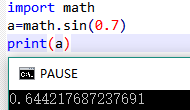 import math
a=math.sin(0.7)
print(a)
PAUSE
0.644217687237691